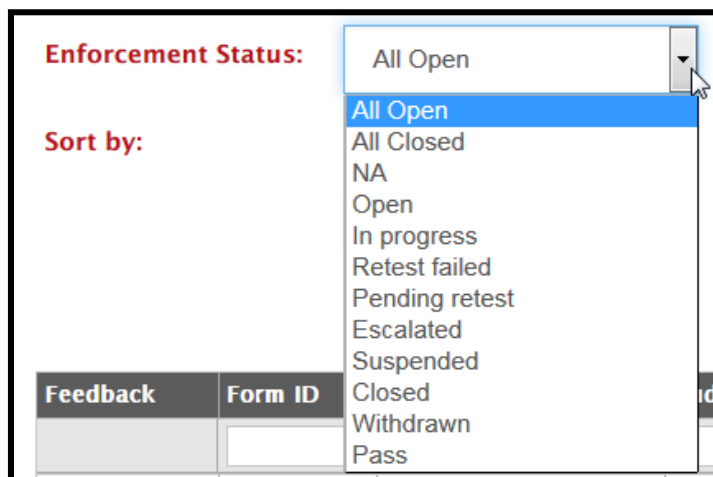 Enforcement Status:
All Open
All Open
All Closed
Sort by:
NA
Open
In progress
Retest failed
Pending retest
Escalated
Suspended
Closed
Withdrawn
Pass
Feedback
Form ID